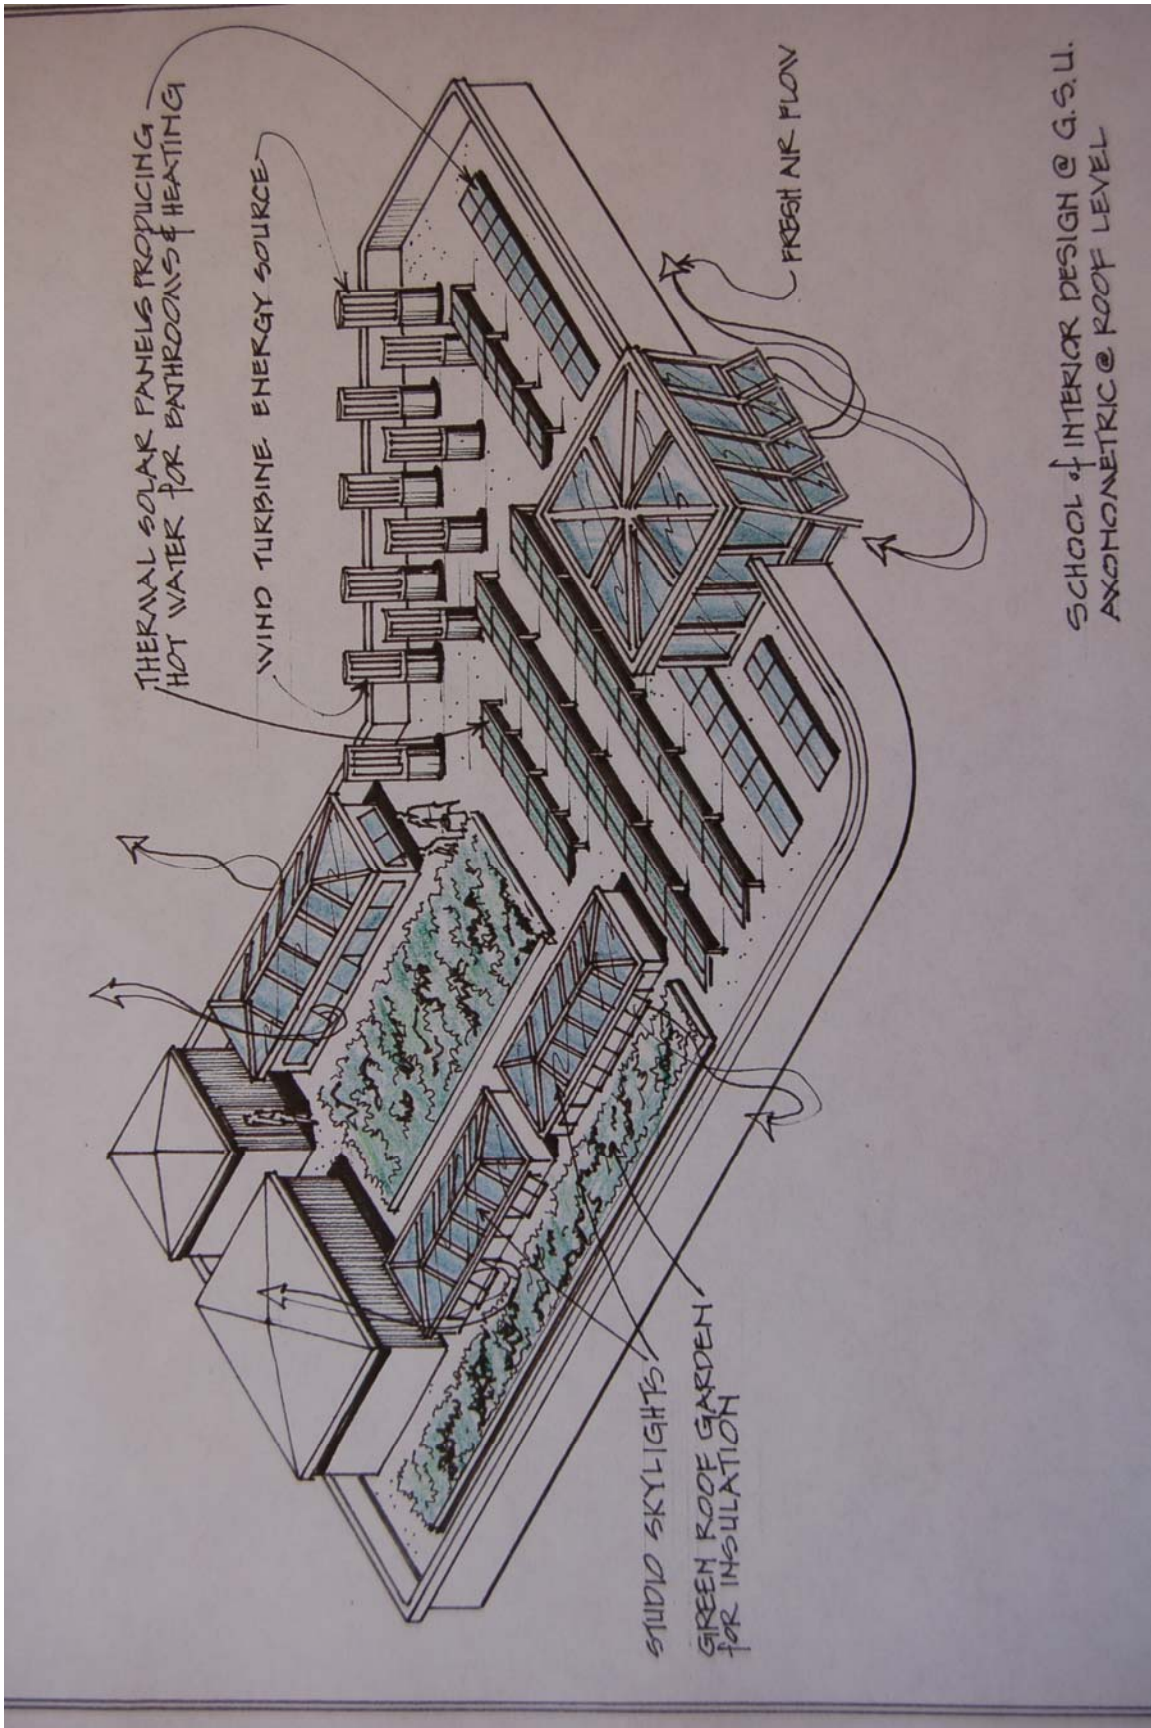 THERMAL SOLAR PANELS PRODUCING
HOT WATER for BATHROOMS & HEATING
WIND TURBINE ENERGY SOURCE
FRESH AIR FLOW
STUDIO SKYLIGHTS
GREEN ROOF GARDEN
for INSULATION
SCHOOL of INTERIOR DESIGN @ G.S.U.
AXONOMETRIC @ ROOF LEVEL